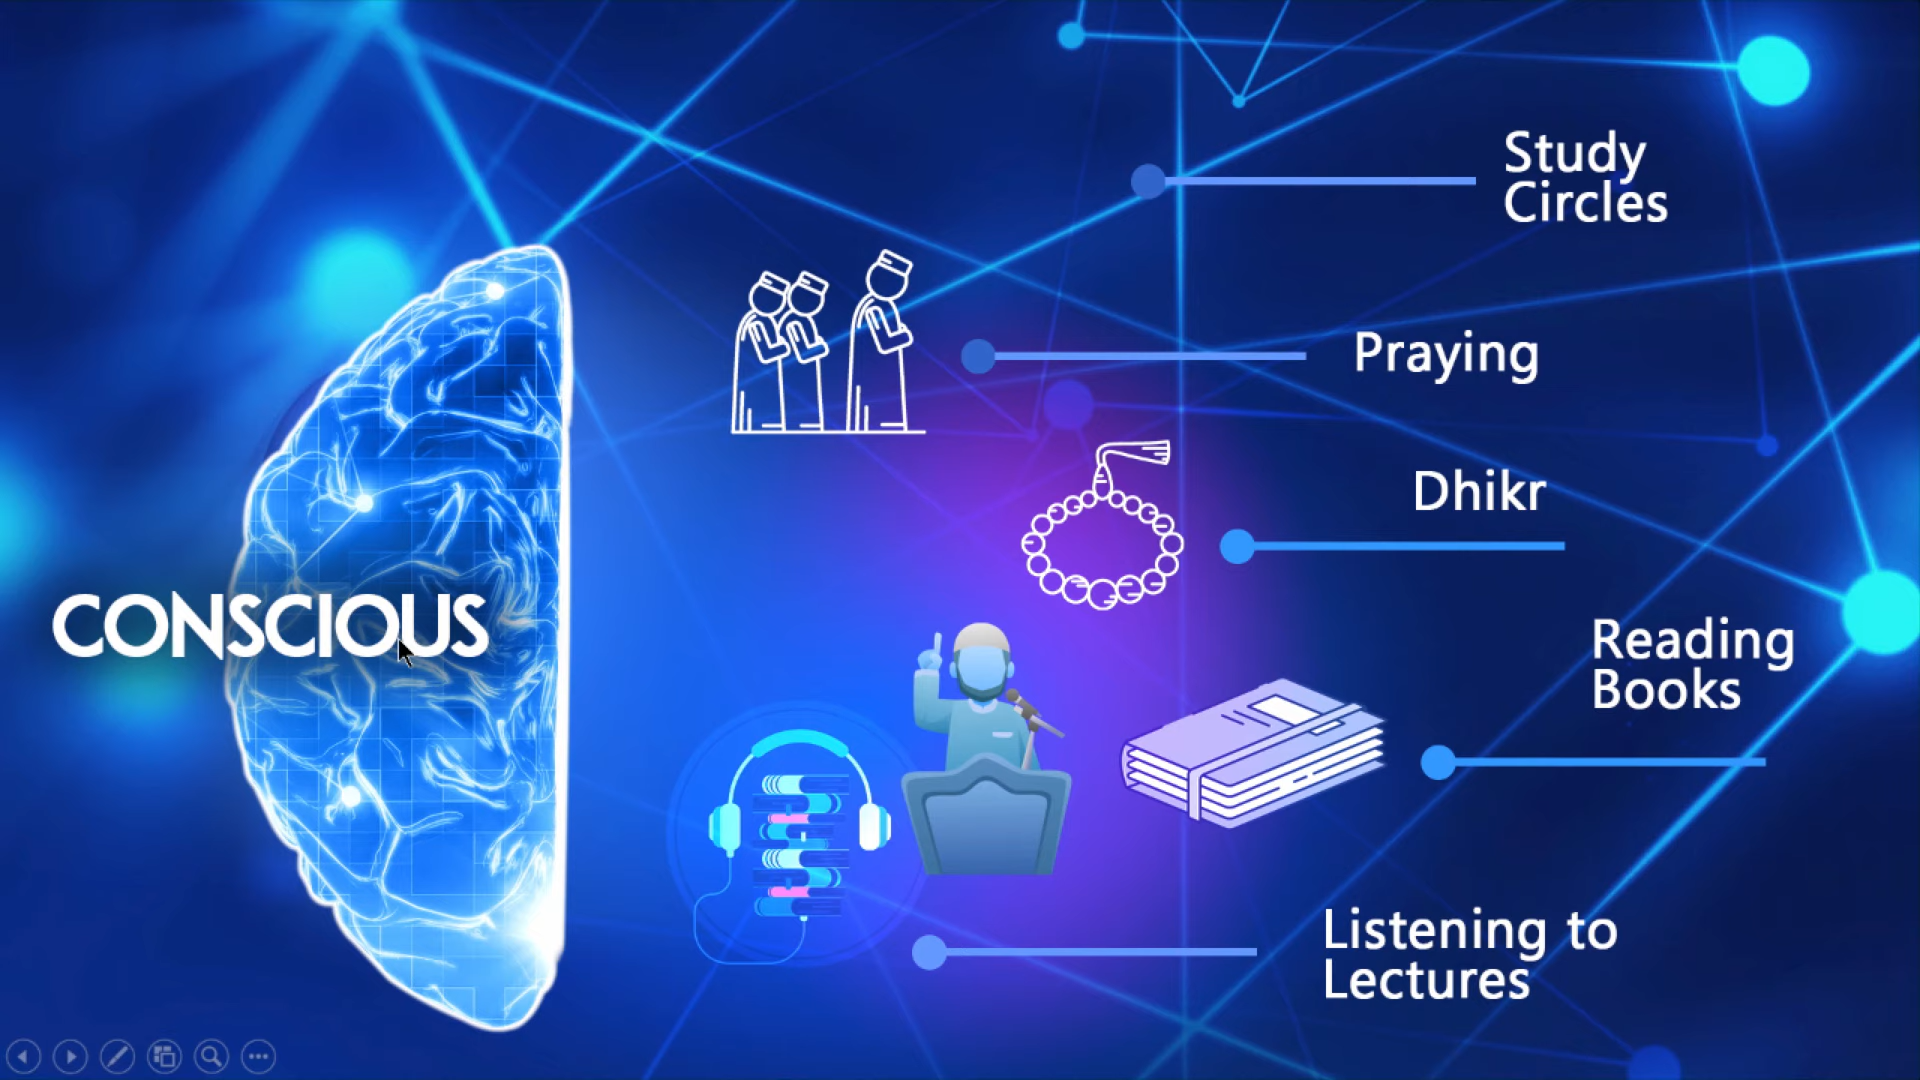 Study
Circles
Praying
Dhikr
CONSCIOUS
Reading
Books
Listening to
Lectures